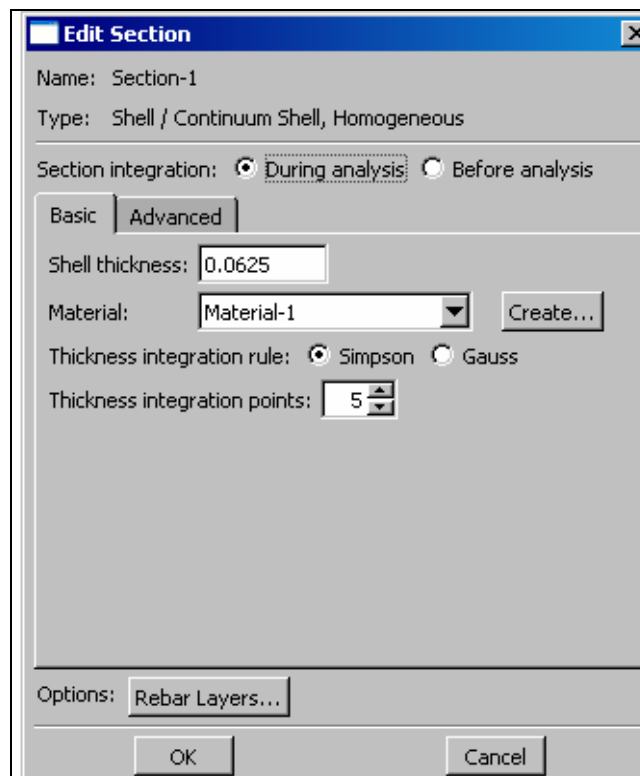 Edit Section
Name: Section-1
Type: Shell / Continuum Shell, Homogeneous
Section integration: During analysis Before analysis
Basic Advanced
Shell thickness: 0.0625
Material: Material-1 Create...
Thickness integration rule: Simpson Gauss
Thickness integration points: 5
Options: Rebar Layers...
OK Cancel